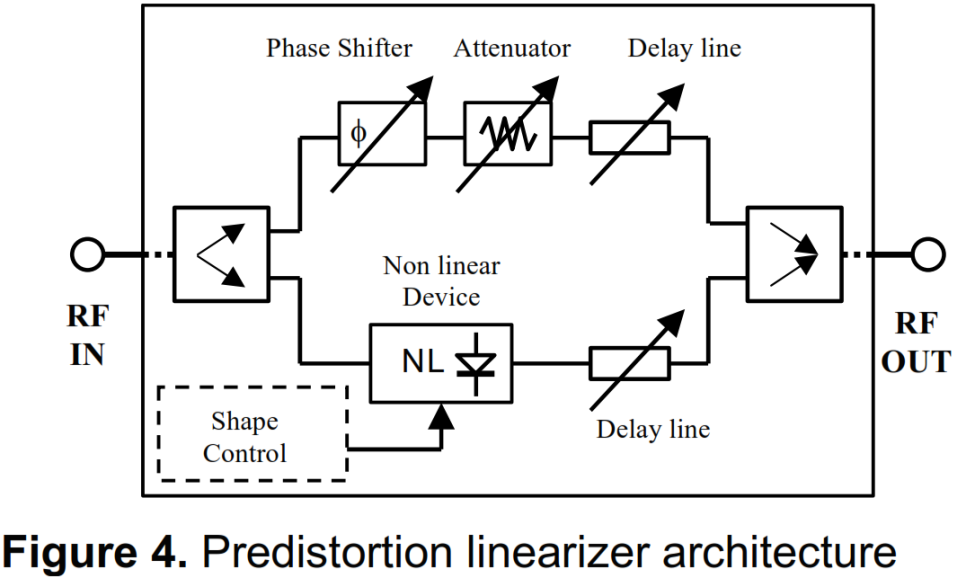 Phase Shifter Attenuator Delay line
ϕ
RF
IN
Non linear
Device
NL
RF
OUT
Shape
Control
Delay line
Figure 4. Predistortion linearizer architecture